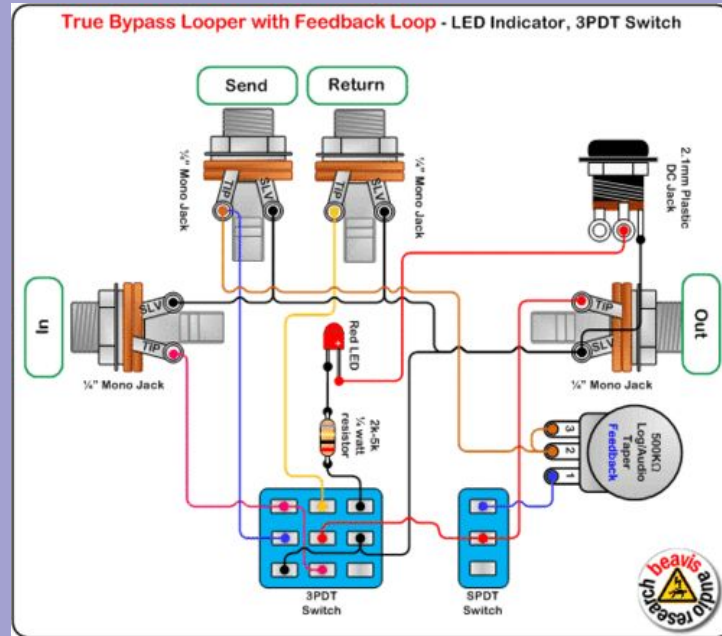 True Bypass Looper with Feedback Loop - LED Indicator, 3PDT Switch
Send
Return
¼" Mono Jack
TIP
SLV
¼" Mono Jack
TIP
SLV
2.1mm Plastic
DC Jack
In
SLV
TIP
¼" Mono Jack
Out
TIP
SLV
¼" Mono Jack
Red LED
+
2k-5k
¼ watt
resistor
3
2
1
500KΩ
Log/Audio
Taper
Feedback
3PDT
Switch
SPDT
Switch
beavis
audio research